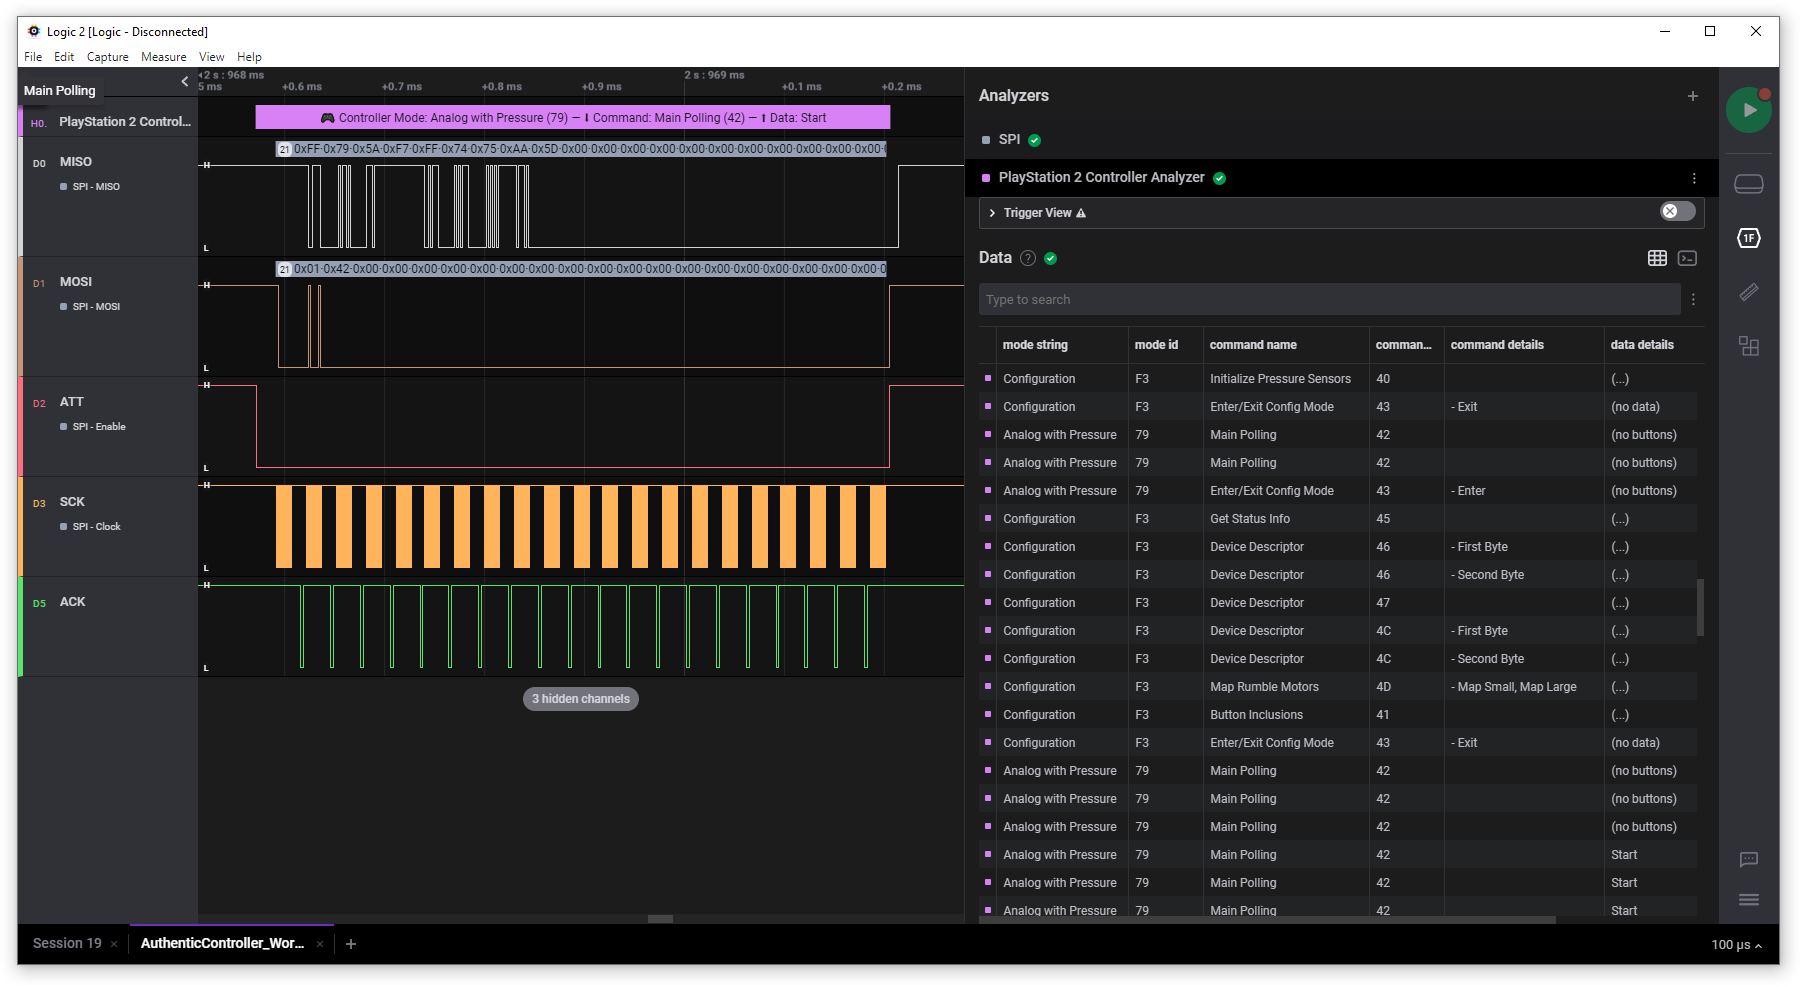 Logic 2 [Logic - Disconnected]
File Edit Capture Measure View Help
Main Polling
2 s : 968 ms
2 s : 969 ms
5 ms
+0.6 ms
+0.7 ms
+0.8 ms
+0.9 ms
+0.1 ms
+0.2 ms
H0. PlayStation 2 Control...
Controller Mode: Analog with Pressure (79) — ⬇ Command: Main Polling (42) — ⬆ Data: Start
D0 MISO
SPI - MISO
21 0xFF·0x79·0x5A·0xF7·0xFF·0x74·0x75·0xAA·0x5D·0x00·0x00·0x00·0x00·0x00·0x00·0x00·0x00·0x00·0x00·0x00·0
H
L
D1 MOSI
SPI - MOSI
21 0x01·0x42·0x00·0x00·0x00·0x00·0x00·0x00·0x00·0x00·0x00·0x00·0x00·0x00·0x00·0x00·0x00·0x00·0x00·0x00·0
H
L
D2 ATT
SPI - Enable
H
L
D3 SCK
SPI - Clock
H
L
D5 ACK
H
L
3 hidden channels
Analyzers
SPI
PlayStation 2 Controller Analyzer
Trigger View
Data
Type to search
mode string mode id command name comman... command details data details
Configuration F3 Initialize Pressure Sensors 40 (...)
Configuration F3 Enter/Exit Config Mode 43 - Exit (no data)
Analog with Pressure 79 Main Polling 42 (no buttons)
Analog with Pressure 79 Main Polling 42 (no buttons)
Analog with Pressure 79 Enter/Exit Config Mode 43 - Enter (no buttons)
Configuration F3 Get Status Info 45 (...)
Configuration F3 Device Descriptor 46 - First Byte (...)
Configuration F3 Device Descriptor 46 - Second Byte (...)
Configuration F3 Device Descriptor 47 (...)
Configuration F3 Device Descriptor 4C - First Byte (...)
Configuration F3 Device Descriptor 4C - Second Byte (...)
Configuration F3 Map Rumble Motors 4D - Map Small, Map Large (...)
Configuration F3 Button Inclusions 41 (...)
Configuration F3 Enter/Exit Config Mode 43 - Exit (no data)
Analog with Pressure 79 Main Polling 42 (no buttons)
Analog with Pressure 79 Main Polling 42 (no buttons)
Analog with Pressure 79 Main Polling 42 (no buttons)
Analog with Pressure 79 Main Polling 42 Start
Analog with Pressure 79 Main Polling 42 Start
Analog with Pressure 79 Main Polling 42 Start
1F
Session 19
AuthenticController_Wor...
100 µs